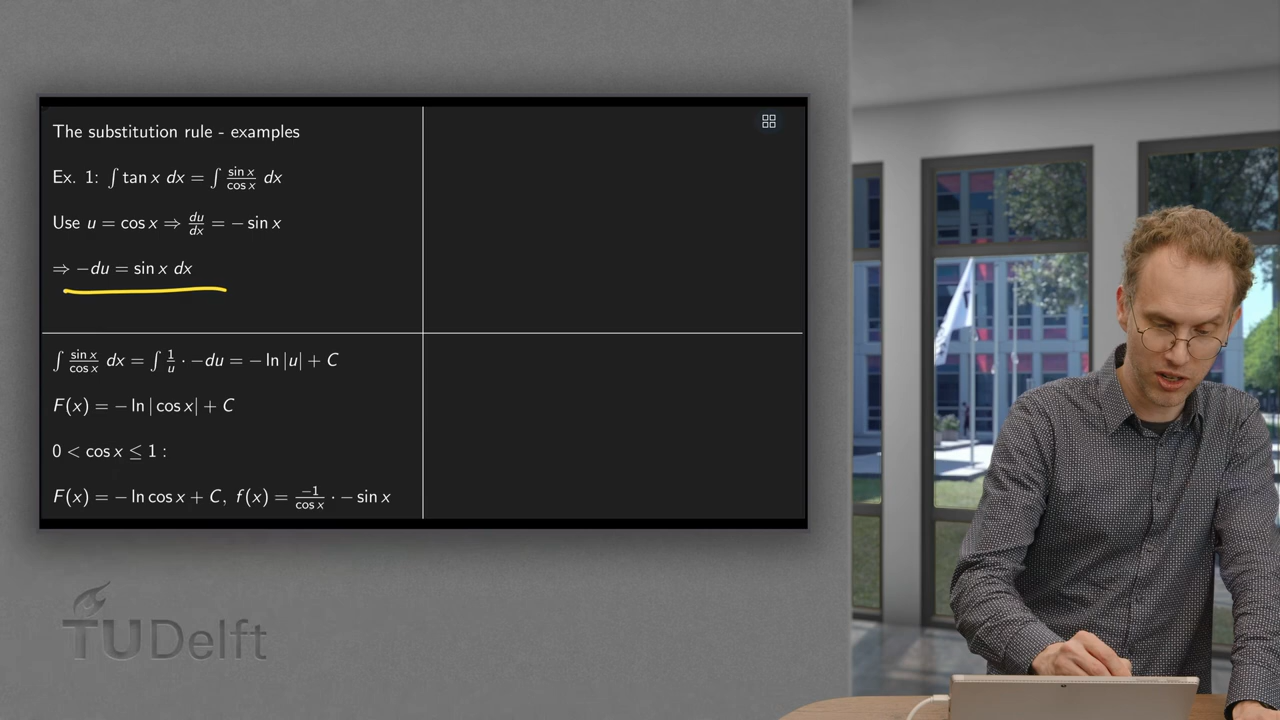 The substitution rule - examples
Ex. 1: ∫ tan x dx = ∫ sin x / cos x dx
Use u = cos x ⇒ du/dx = − sin x
⇒ −du = sin x dx
∫ sin x / cos x dx = ∫ 1/u · −du = − ln |u| + C
F(x) = − ln | cos x| + C
0 < cos x ≤ 1 :
F(x) = − ln cos x + C, f(x) = −1 / cos x · − sin x
TUDelft